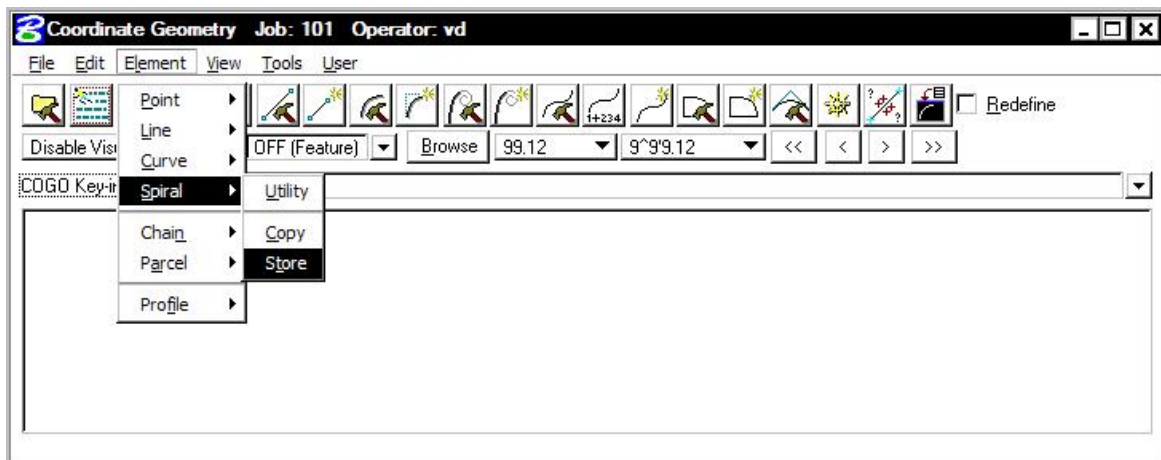 Coordinate Geometry Job: 101 Operator: vd
File Edit Element View Tools User
1+234
Redefine
Disable Vis
OFF (Feature)
Browse
99.12
9^9'9.12
<<
<
>
>>
COGO Key-in
Point
Line
Curve
Spiral
Chain
Parcel
Profile
Utility
Copy
Store